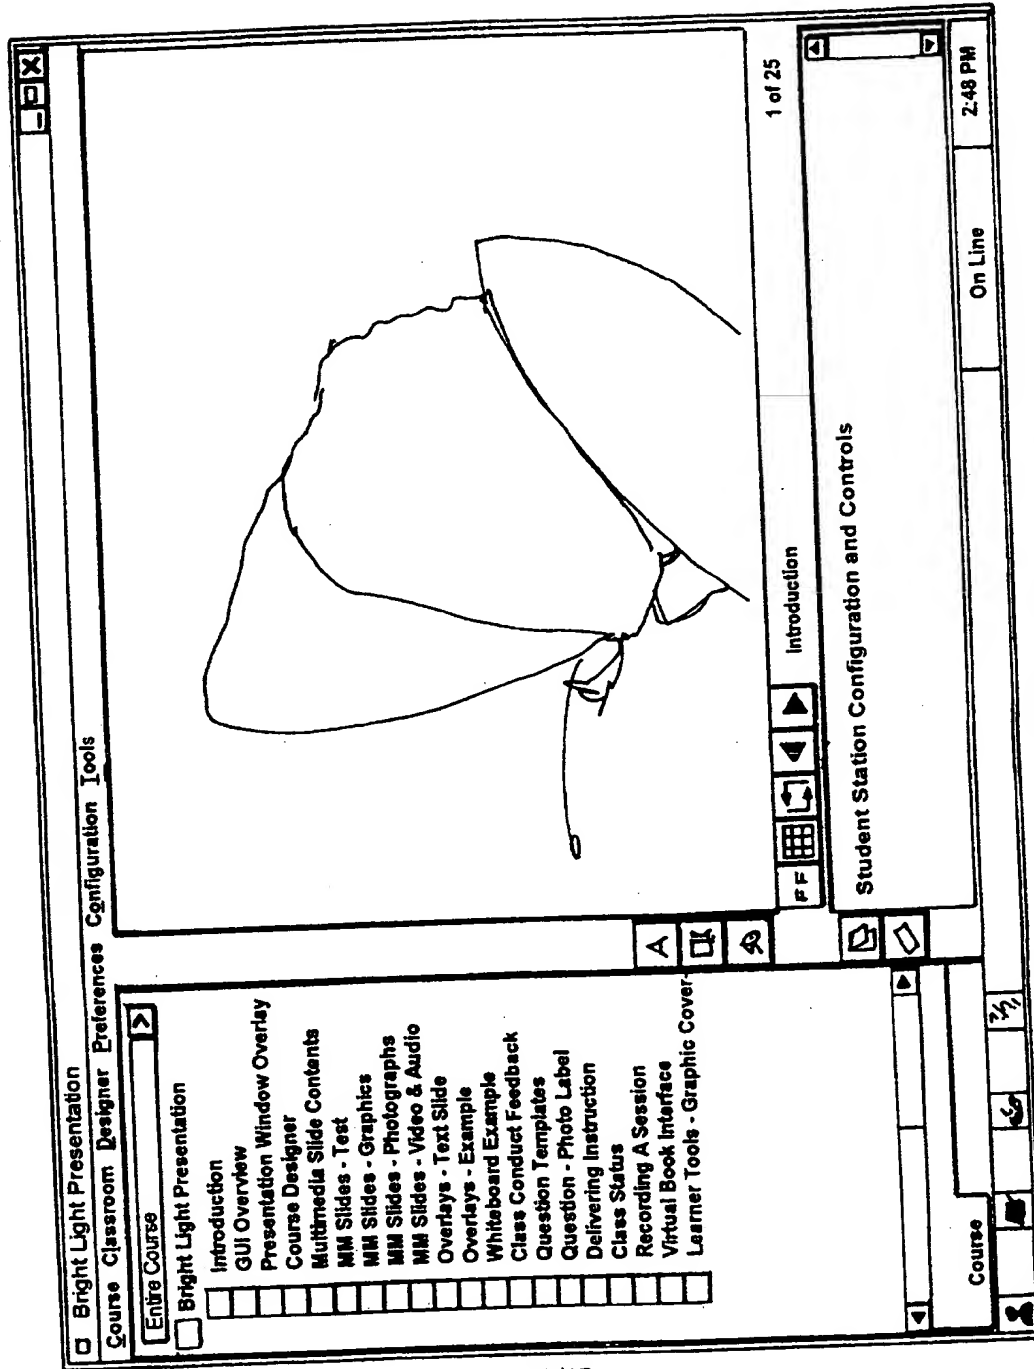 Bright Light Presentation
Course Classroom Designer Preferences Configuration Tools
Entire Course
Bright Light Presentation
Introduction
GUI Overview
Presentation Window Overlay
Course Designer
Multimedia Slide Contents
MM Slides - Test
MM Slides - Graphics
MM Slides - Photographs
MM Slides - Video & Audio
Overlays - Text Slide
Overlays - Example
Whiteboard Example
Class Conduct Feedback
Question Templates
Question - Photo Label
Delivering Instruction
Class Status
Recording A Session
Virtual Book Interface
Learner Tools - Graphic Cover-
Course
A
FF
Introduction
1 of 25
Student Station Configuration and Controls
On Line
2:48 PM